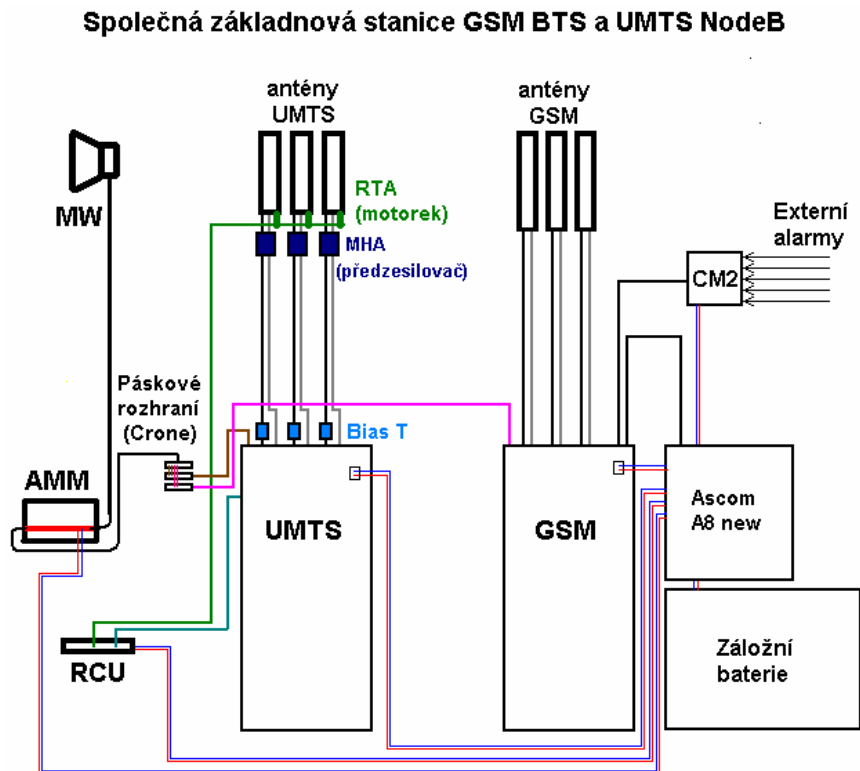 Společná základnová stanice GSM BTS a UMTS NodeB
antény
UMTS
antény
GSM
MW
RTA
(motorek)
MHA
(předzesilovač)
Externí
alarmy
CM2
Páskové
rozhraní
(Crone)
Bias T
AMM
UMTS
GSM
Ascom
A8 new
RCU
Záložní
baterie